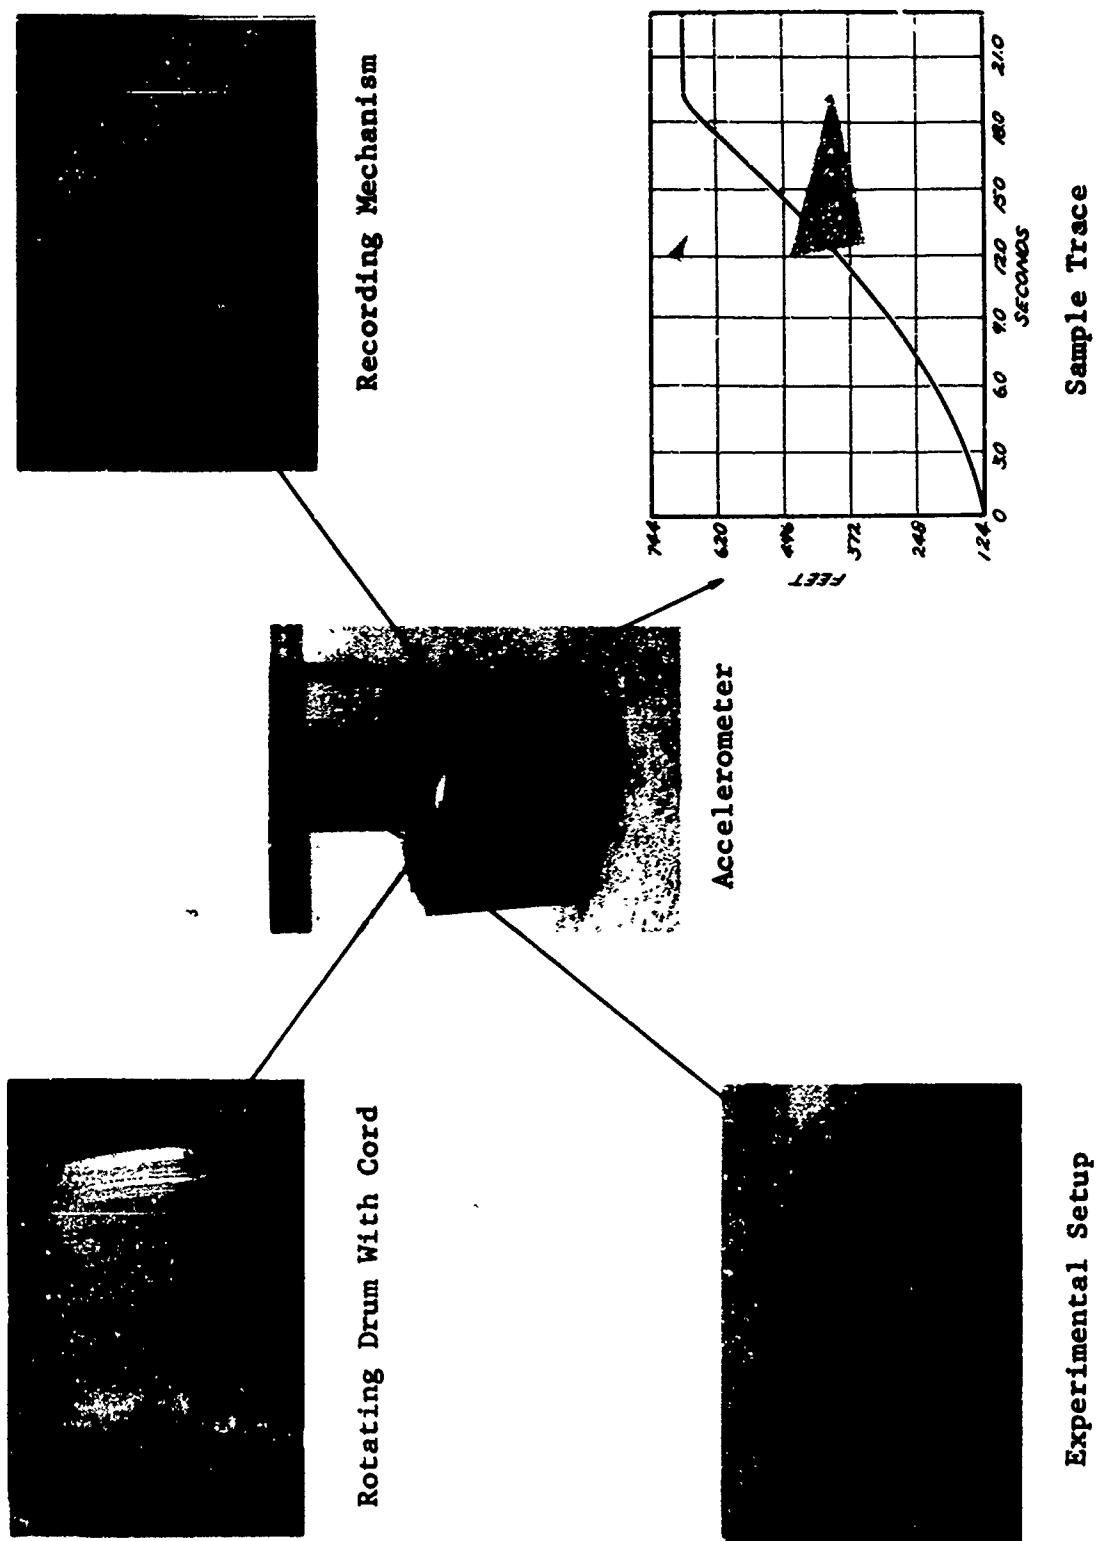 Rotating Drum With Cord
Recording Mechanism
Accelerometer
Experimental Setup
744
620
496
372
248
124
FEET
0 3.0 6.0 9.0 12.0 15.0 18.0 21.0
SECONDS
Sample Trace